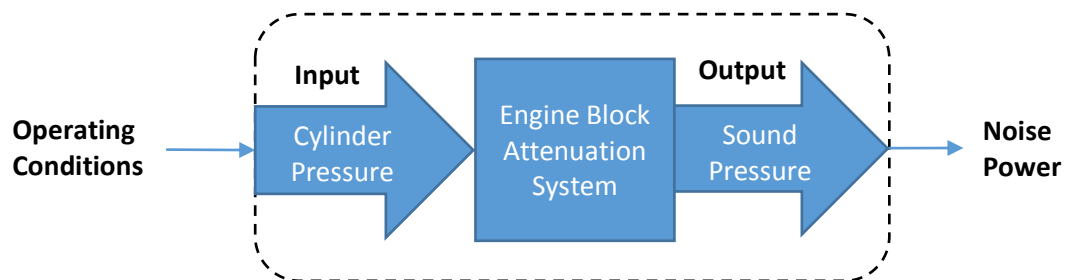 Operating
Conditions
Input
Cylinder
Pressure
Engine Block
Attenuation
System
Output
Sound
Pressure
Noise
Power